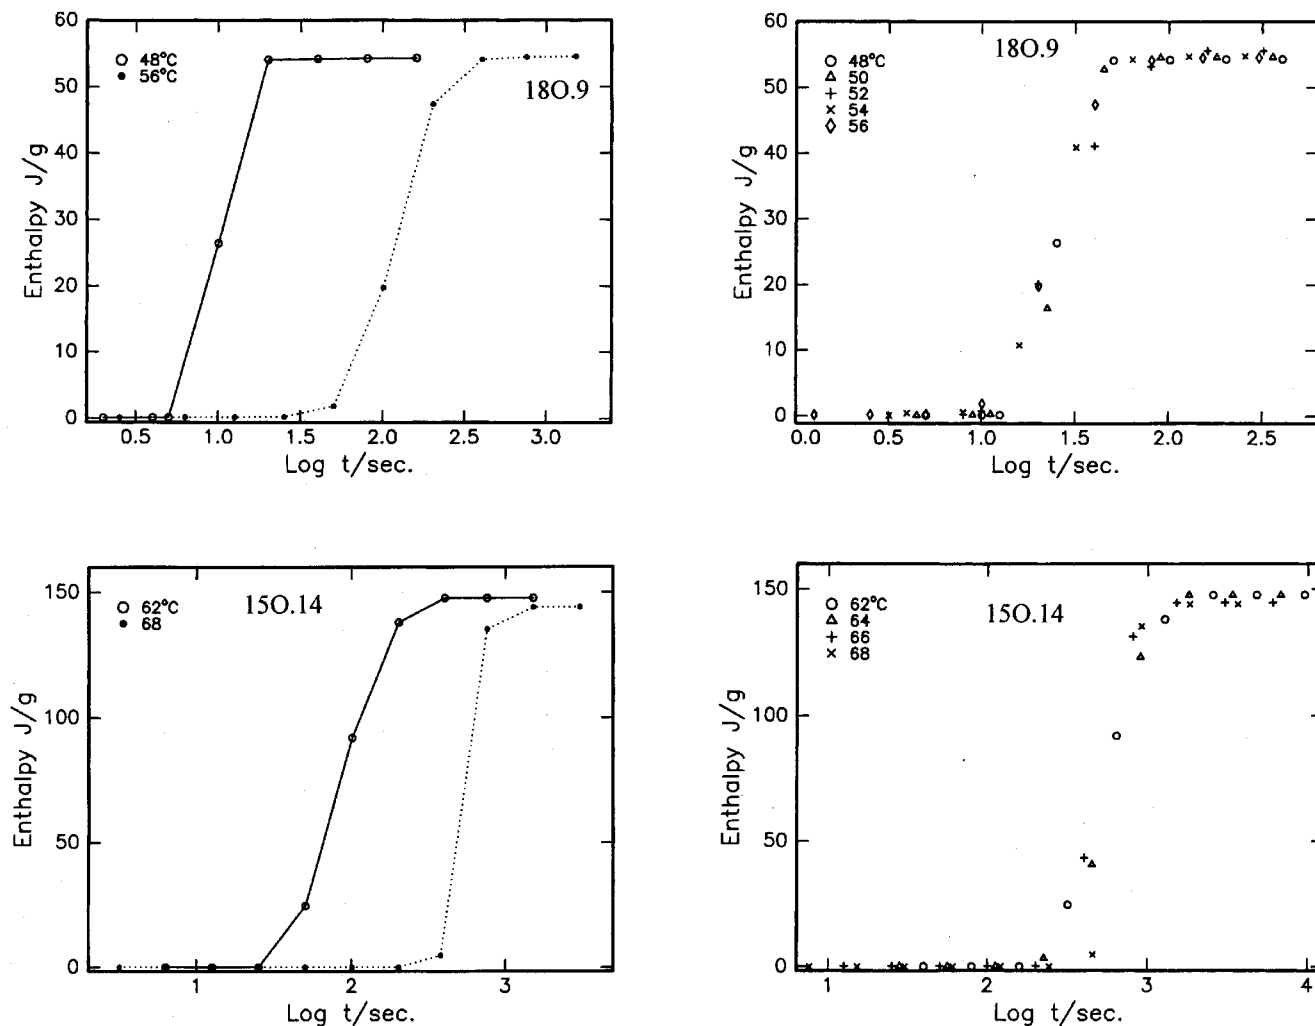 60
50
40
30
20
10
0
Enthalpy J/g
48°C
56°C
18O.9
0.5 1.0 1.5 2.0 2.5 3.0
Log t/sec.
60
50
40
30
20
10
0
Enthalpy J/g
48°C
50
52
54
56
18O.9
0.0 0.5 1.0 1.5 2.0 2.5
Log t/sec.
150
100
50
0
Enthalpy J/g
62°C
68
15O.14
1 2 3
Log t/sec.
150
100
50
0
Enthalpy J/g
62°C
64
66
68
15O.14
1 2 3 4
Log t/sec.